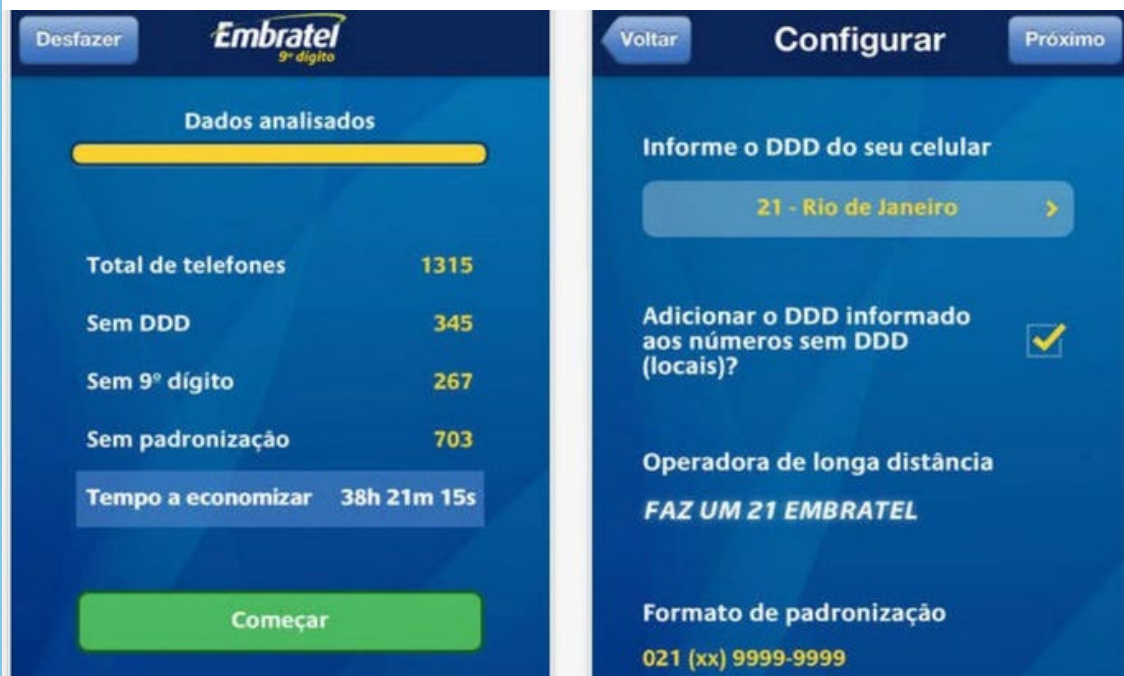 Desfazer
Embratel
9º dígito
Dados analisados
Total de telefones 1315
Sem DDD 345
Sem 9º dígito 267
Sem padronização 703
Tempo a economizar 38h 21m 15s
Começar
Voltar
Configurar
Próximo
Informe o DDD do seu celular
21 - Rio de Janeiro >
Adicionar o DDD informado
aos números sem DDD
(locais)?
Operadora de longa distância
FAZ UM 21 EMBRATEL
Formato de padronização
021 (xx) 9999-9999